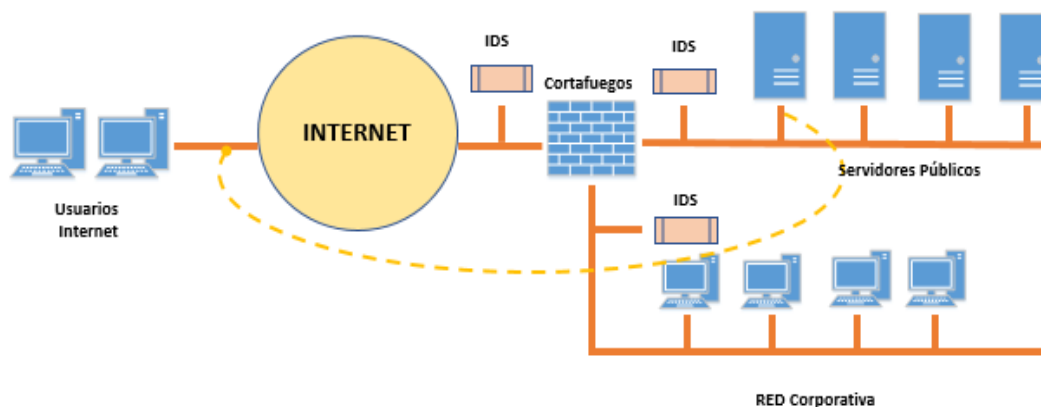 IDS
IDS
Cortafuegos
INTERNET
Servidores Públicos
Usuarios
Internet
IDS
RED Corporativa